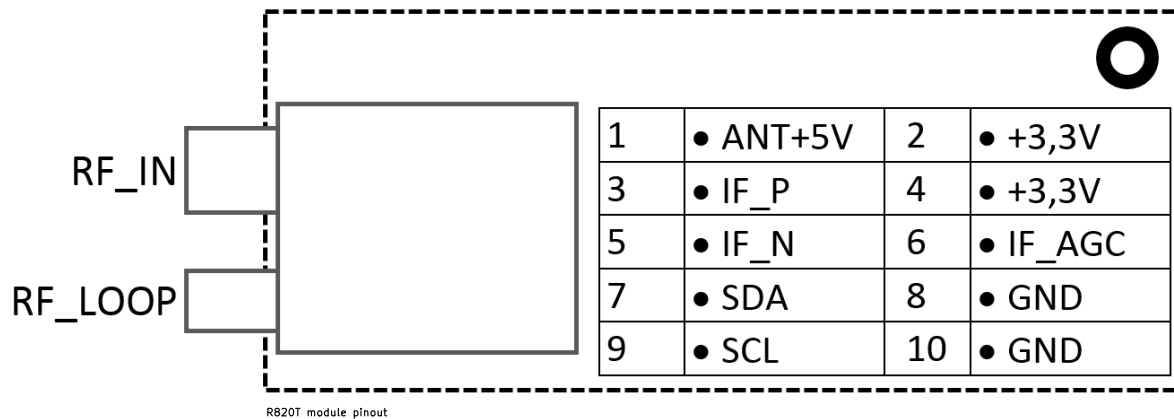 RF_IN
RF_LOOP
1 • ANT+5V 2 • +3,3V
3 • IF_P 4 • +3,3V
5 • IF_N 6 • IF_AGC
7 • SDA 8 • GND
9 • SCL 10 • GND
R820T module pinout